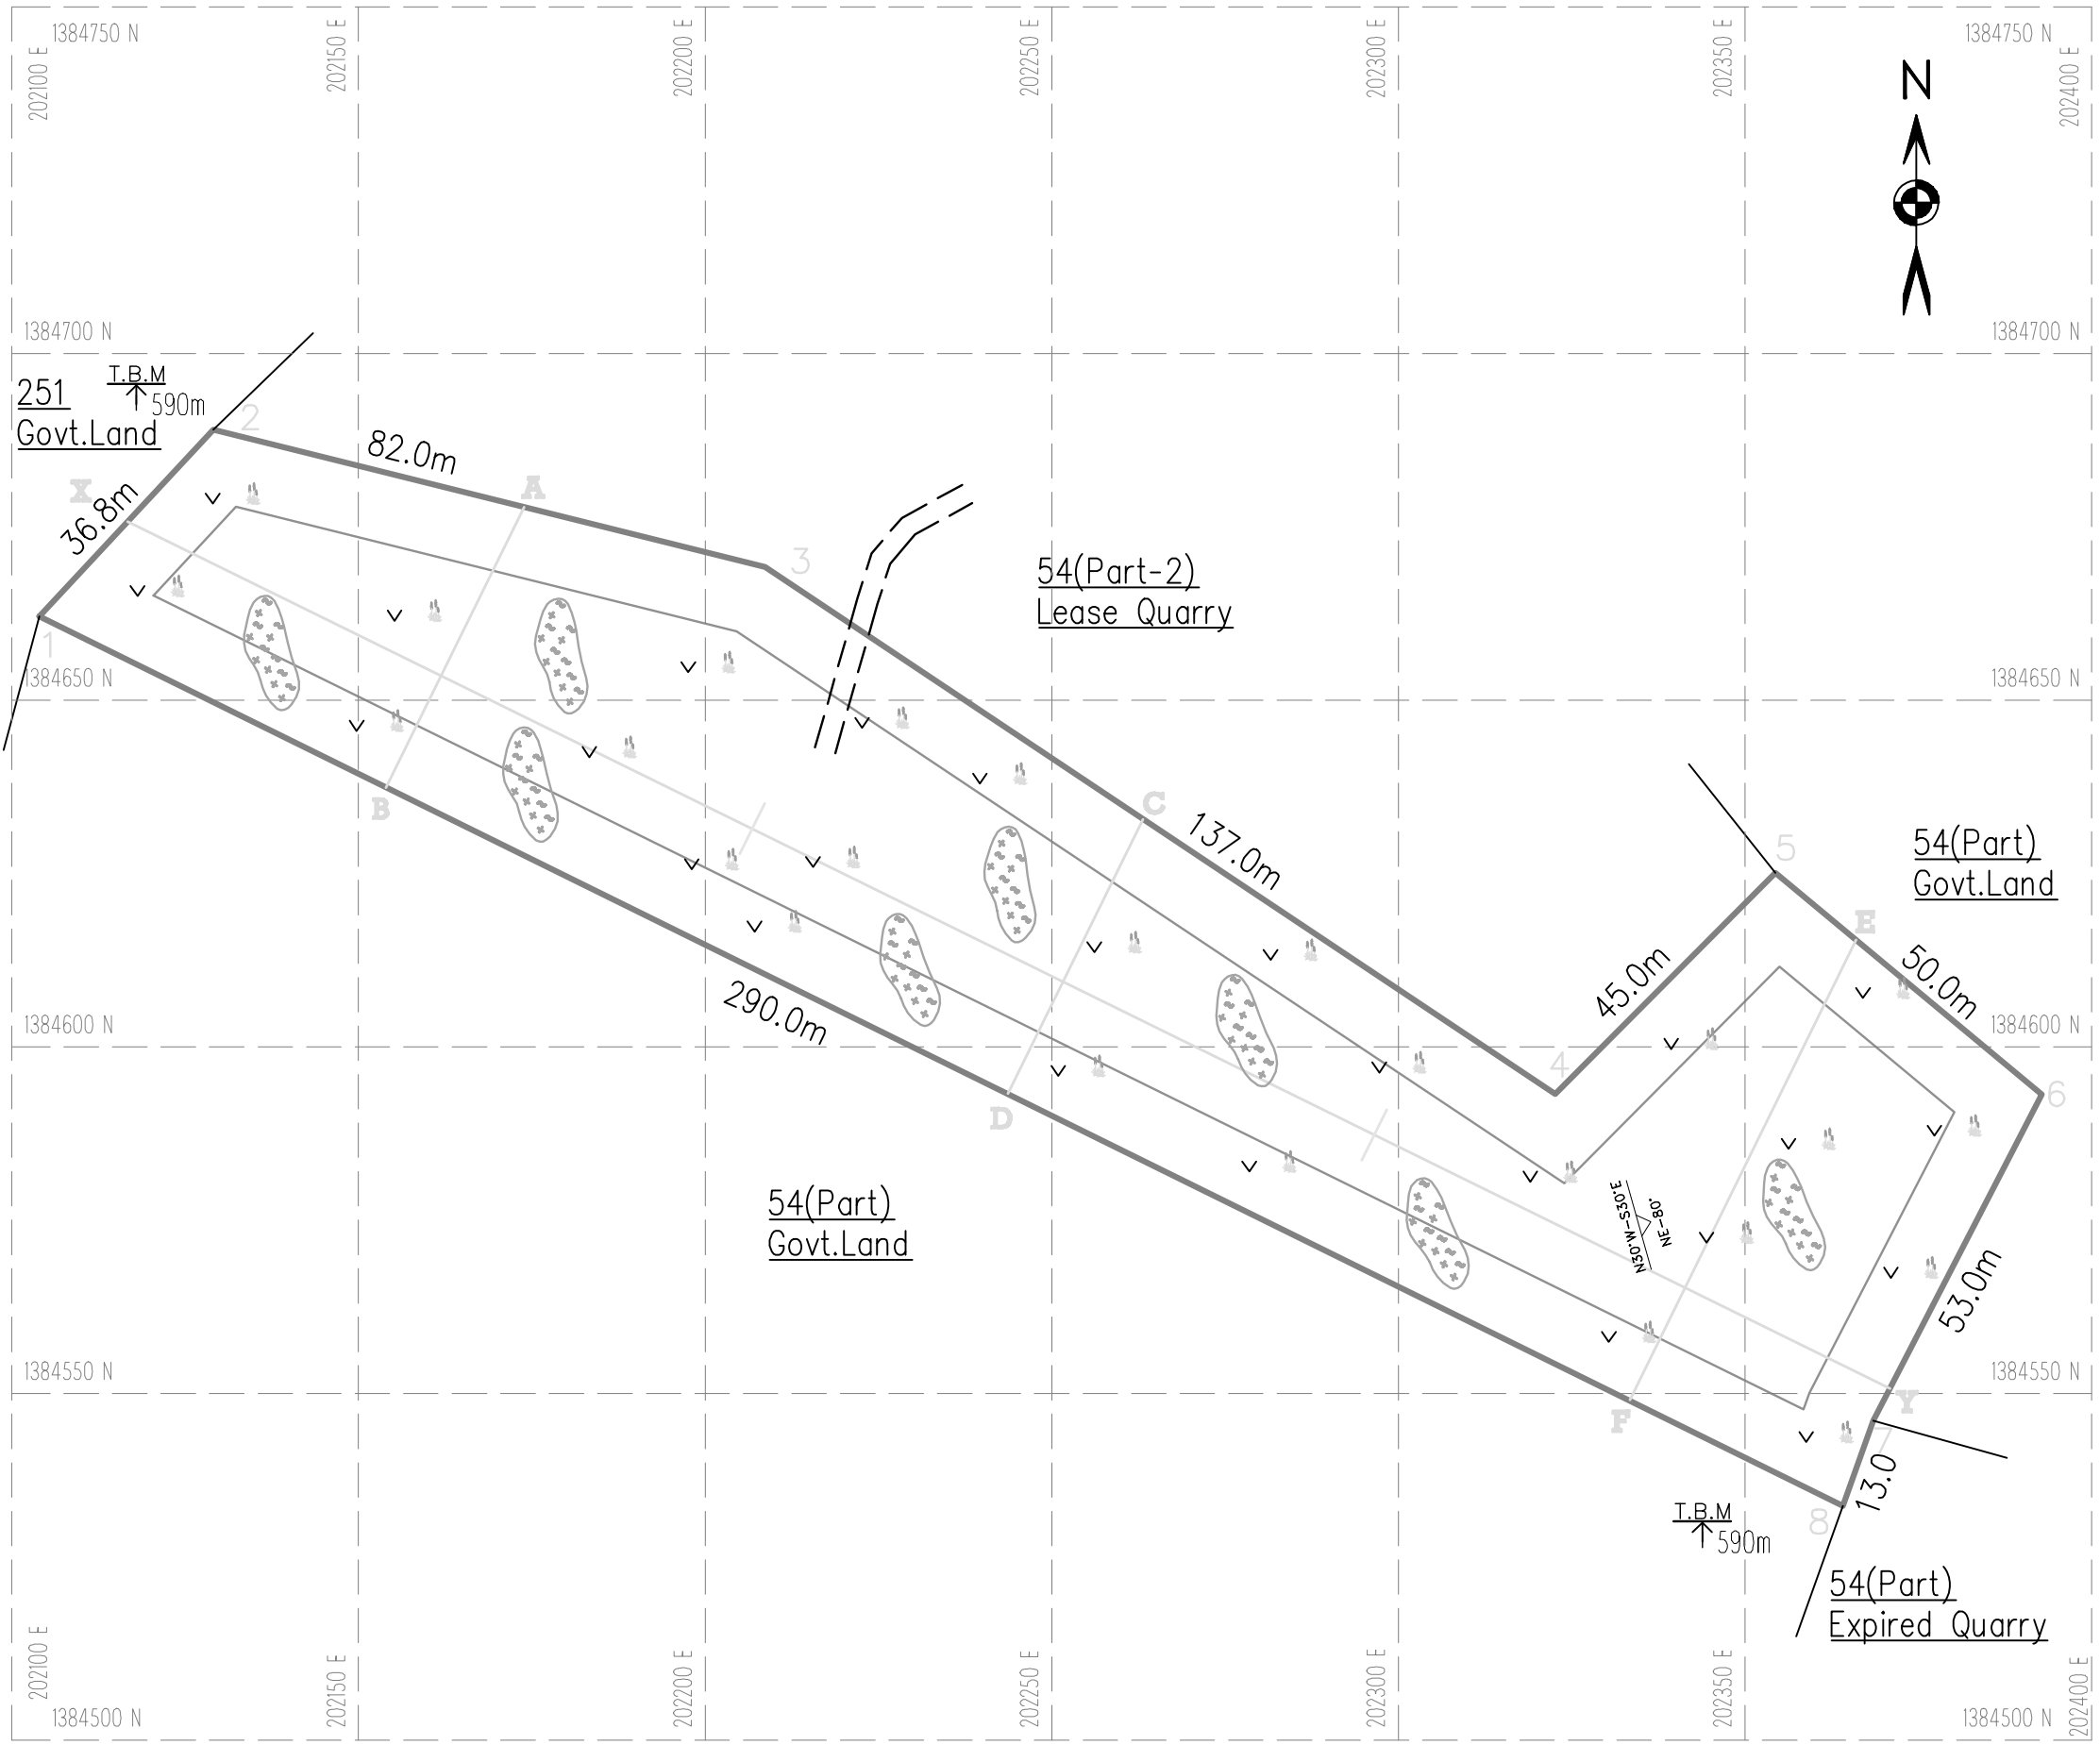 1384750 N
1384750 N
202100 E
202150 E
202200 E
202250 E
202300 E
202350 E
202400 E
N
1384700 N
1384700 N
T.B.M
590m
251
Govt.Land
2
82.0m
X
36.8m
A
3
54(Part-2)
Lease Quarry
1
1384650 N
1384650 N
B
C
137.0m
5
54(Part)
Govt.Land
E
50.0m
45.0m
290.0m
1384600 N
1384600 N
4
6
D
54(Part)
Govt.Land
N30°W-S30°E
NE-80°
53.0m
1384550 N
1384550 N
F
Y
7
13.0
8
T.B.M
590m
54(Part)
Expired Quarry
202100 E
202150 E
202200 E
202250 E
202300 E
202350 E
202400 E
1384500 N
1384500 N